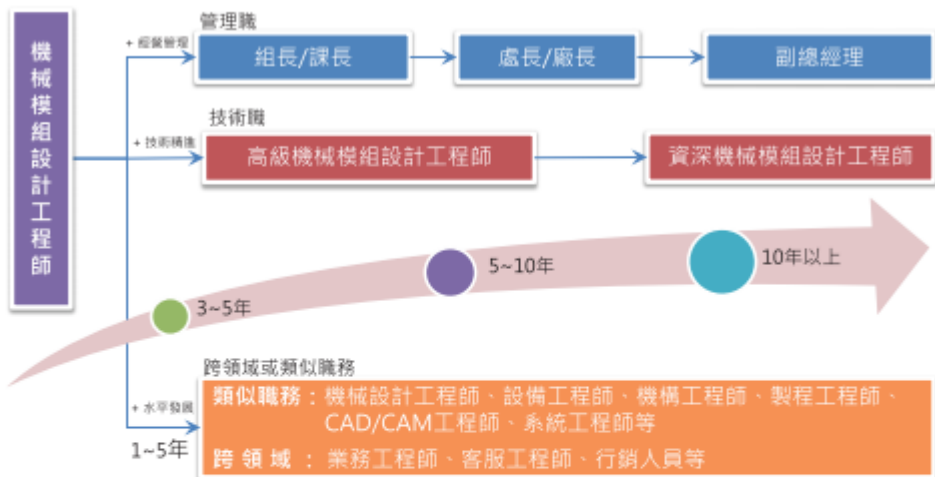 機械模組設計工程師
管理職
+ 經營管理
組長/課長
處長/廠長
副總經理
技術職
+ 技術精進
高級機械模組設計工程師
資深機械模組設計工程師
3~5年
5~10年
10年以上
跨領域或類似職務
+ 水平發展
1~5年
類似職務：機械設計工程師、設備工程師、機構工程師、製程工程師、
CAD/CAM工程師、系統工程師等
跨領域：業務工程師、客服工程師、行銷人員等